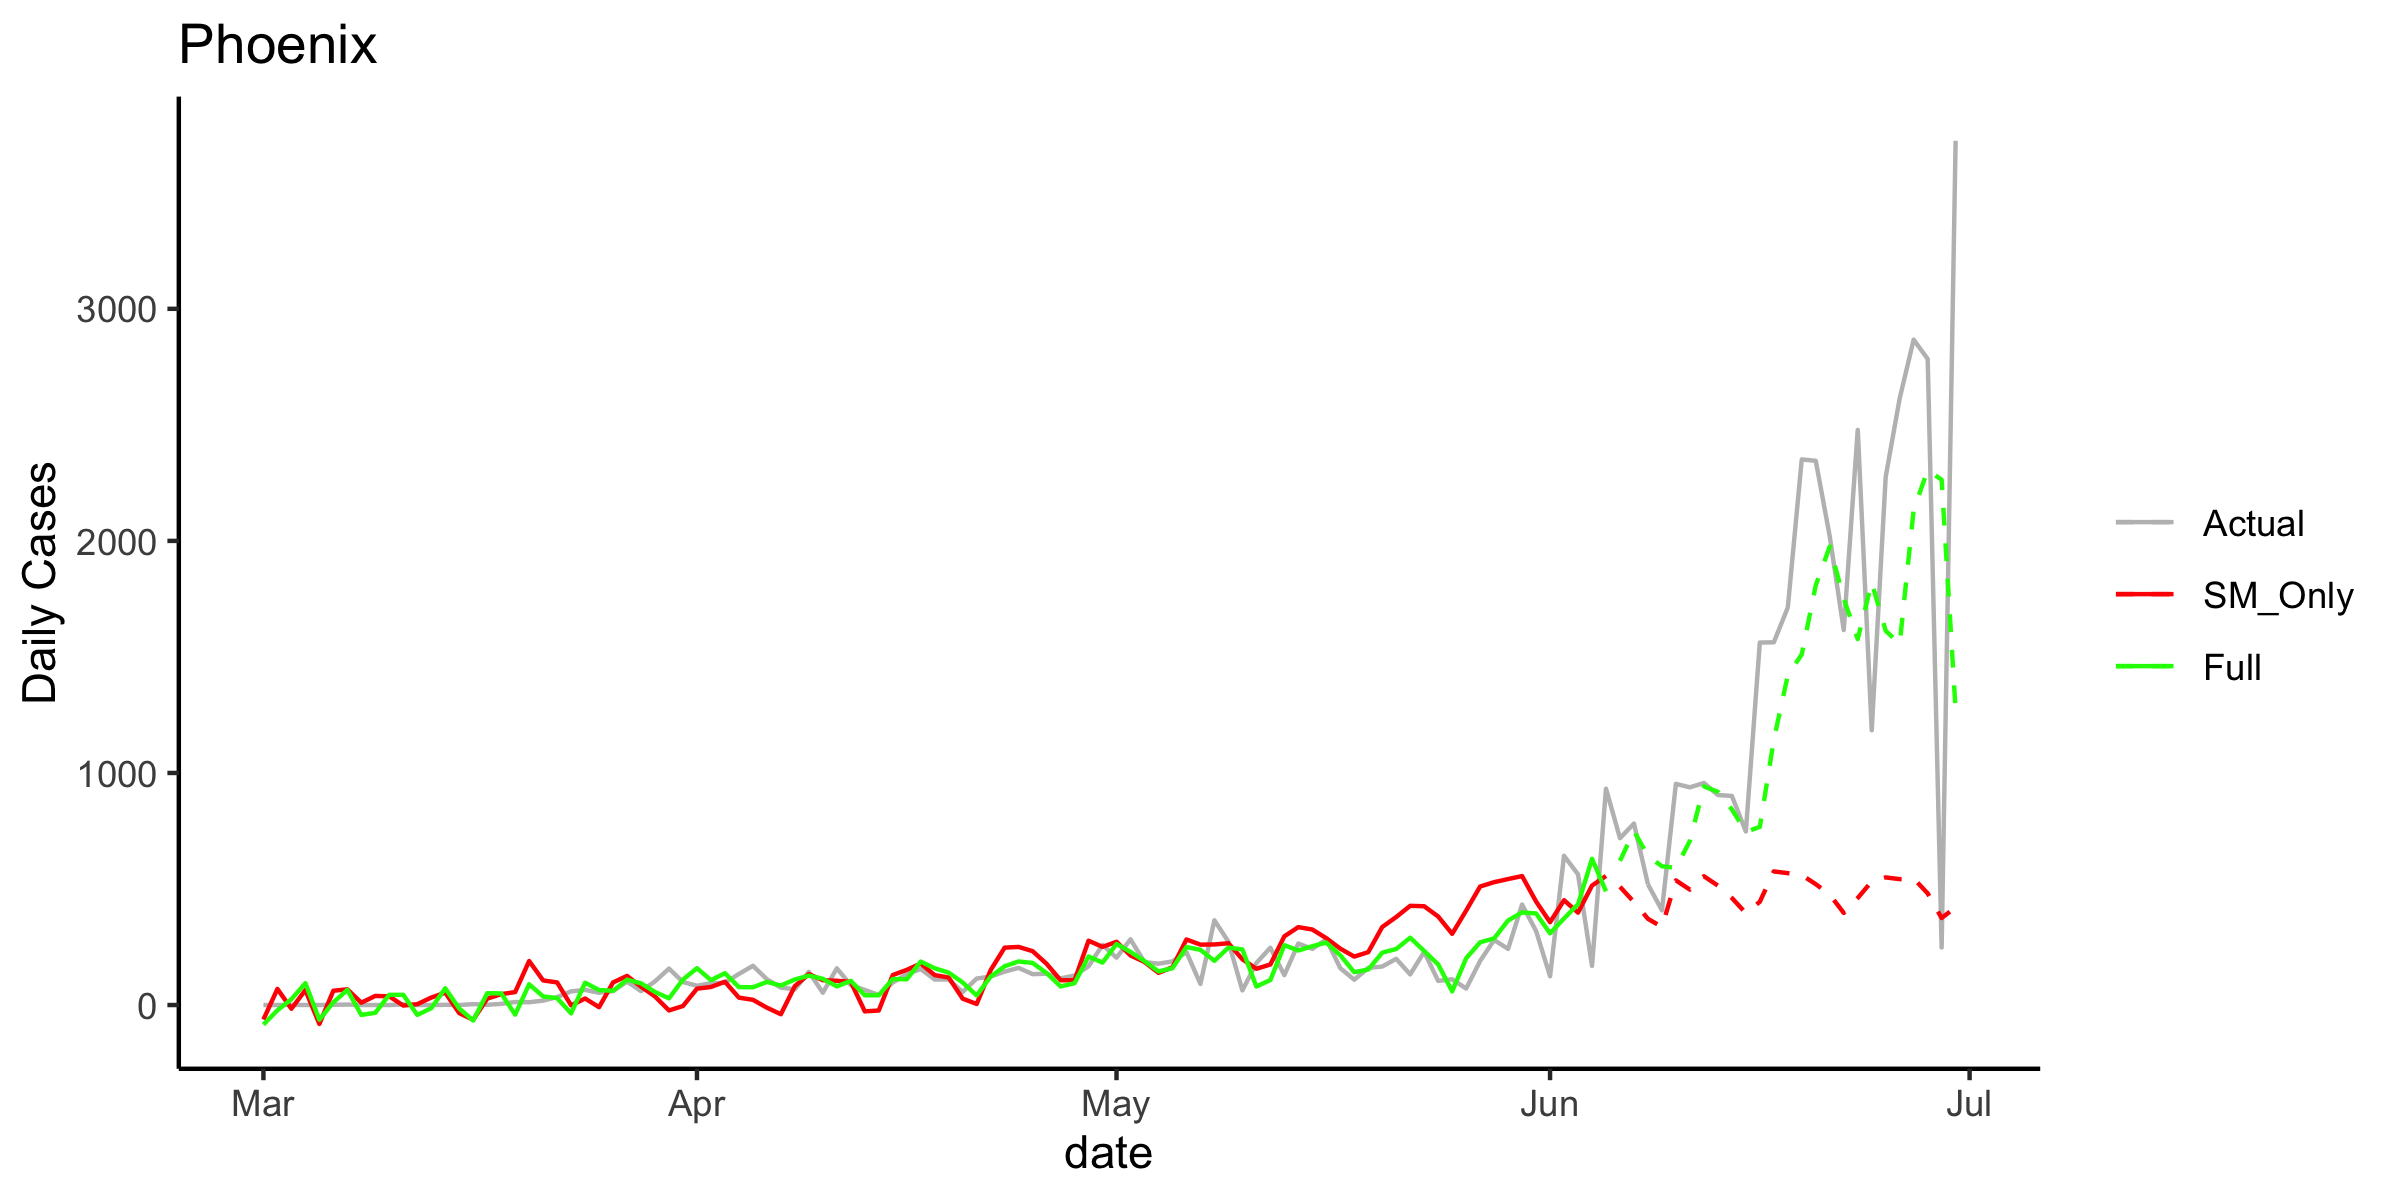 Phoenix
Daily Cases
3000
2000
1000
0
Mar
Apr
May
Jun
Jul
date
Actual
SM_Only
Full